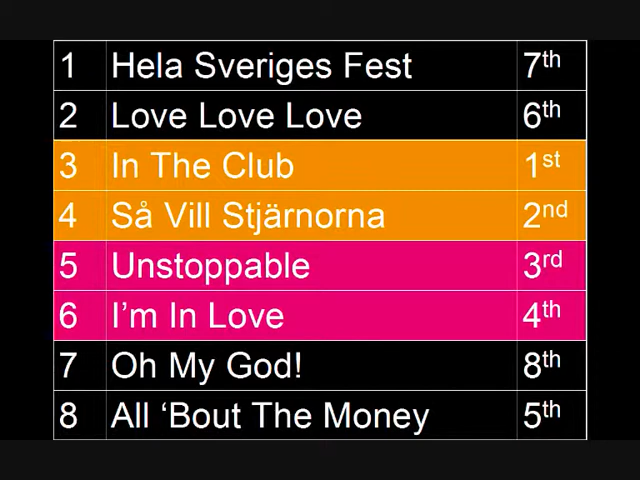 1 Hela Sveriges Fest 7th
2 Love Love Love 6th
3 In The Club 1st
4 Så Vill Stjärnorna 2nd
5 Unstoppable 3rd
6 I’m In Love 4th
7 Oh My God! 8th
8 All ‘Bout The Money 5th